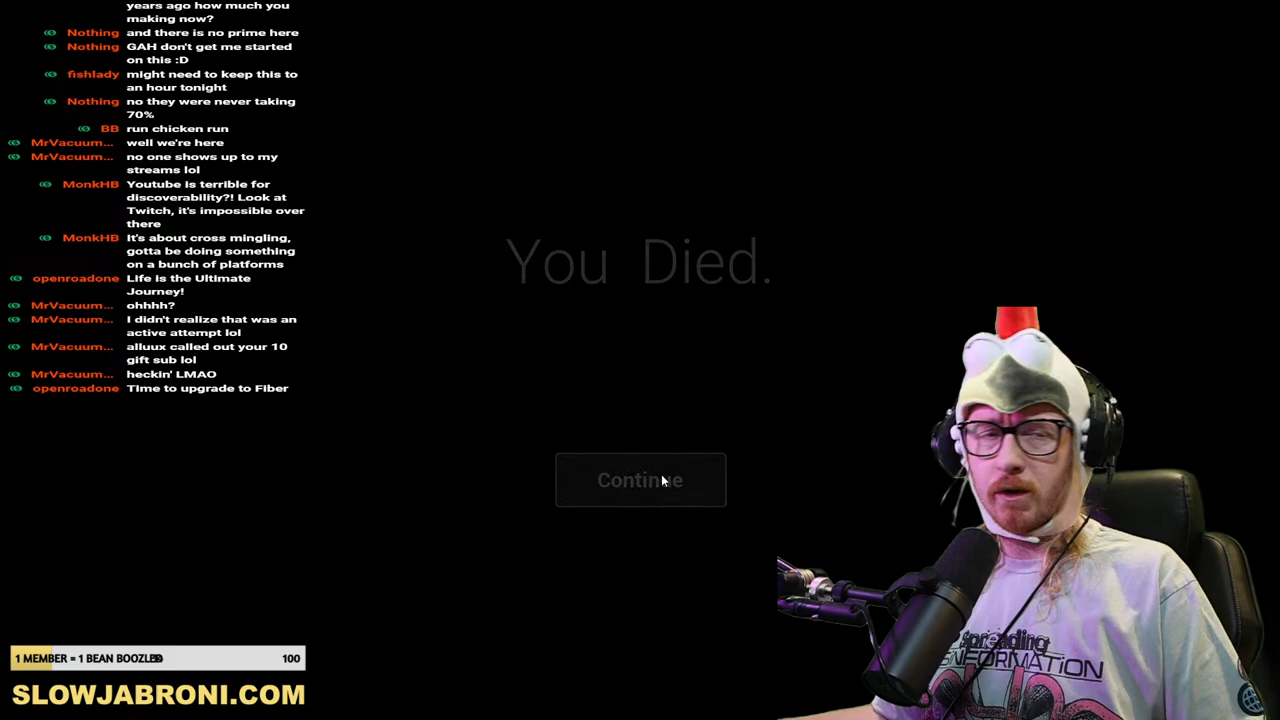 years ago how much you
making now?
Nothing and there is no prime here
Nothing GAH don't get me started
on this :D
fishlady might need to keep this to
an hour tonight
Nothing no they were never taking
70%
BB run chicken run
MrVacuum... well we're here
MrVacuum... no one shows up to my
streams lol
MonkHB Youtube is terrible for
discoverability?! Look at
Twitch, it's impossible over
there
MonkHB It's about cross mingling,
gotta be doing something
on a bunch of platforms
openroadone Life is the Ultimate
Journey!
MrVacuum... ohhhh?
MrVacuum... I didn't realize that was an
active attempt lol
MrVacuum... alluux called out your 10
gift sub lol
MrVacuum... heckin' LMAO
openroadone Time to upgrade to Fiber
You Died.
Continue
1 MEMBER = 1 BEAN 100
SLOWJABRONI.COM
spreading
INFORMATION